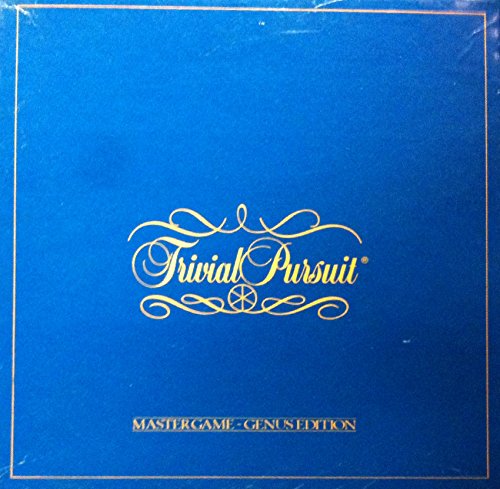 Trivial Pursuit®
MASTER GAME - GENUS EDITION